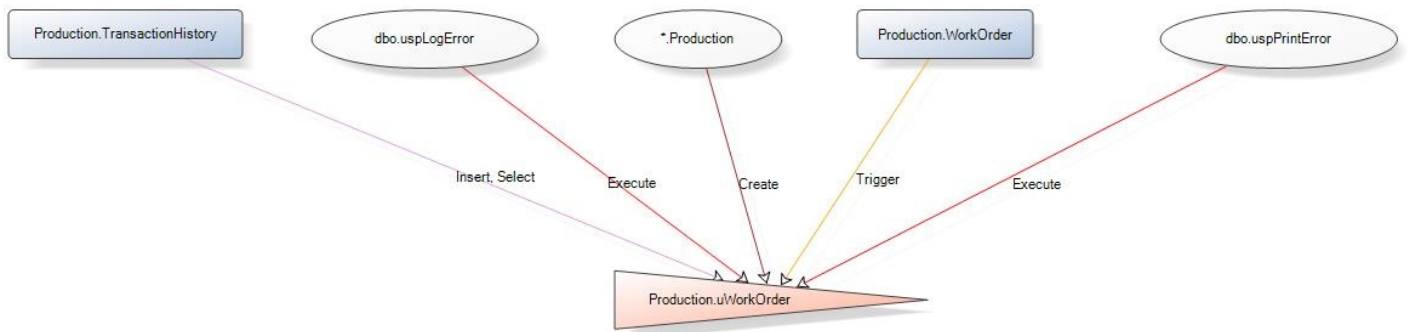 Production.TransactionHistory
dbo.uspLogError
*.Production
Production.WorkOrder
dbo.uspPrintError
Insert, Select
Execute
Create
Trigger
Execute
Production.uWorkOrder